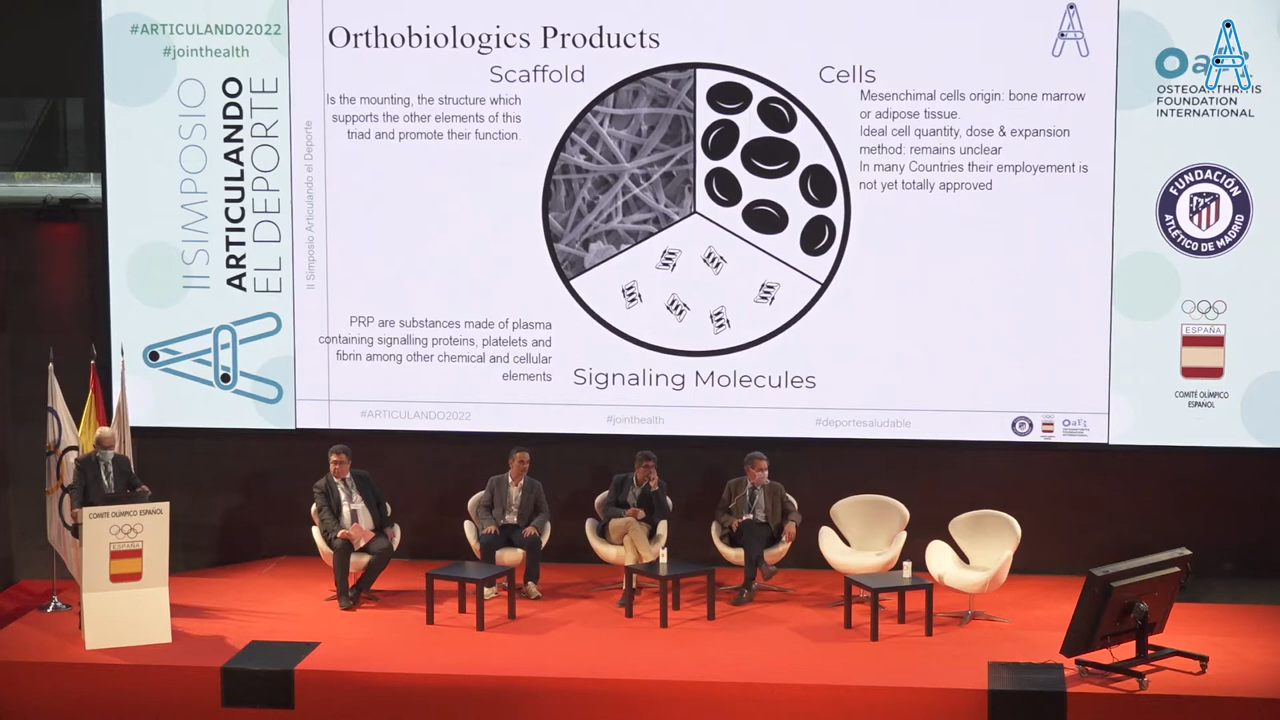 #ARTICULANDO2022
#jointhealth
II SIMPOSIO
ARTICULANDO
EL DEPORTE
II Simposio Articulando el Deporte
Orthobiologics Products
Scaffold
Is the mounting, the structure which
supports the other elements of this
triad and promote their function.
Cells
Mesenchimal cells origin: bone marrow
or adipose tissue.
Ideal cell quantity, dose & expansion
method: remains unclear
In many Countries their employement is
not yet totally approved
PRP are substances made of plasma
containing signalling proteins, platelets and
fibrin among other chemical and cellular
elements
Signaling Molecules
#ARTICULANDO2022
#jointhealth
#deportesaludable
OAFI
OSTEOARTHRITIS
FOUNDATION
INTERNATIONAL
FUNDACIÓN
ATLÉTICO DE MADRID
ESPAÑA
COMITÉ OLÍMPICO
ESPAÑOL
COMITÉ OLÍMPICO ESPAÑOL
ESPAÑA